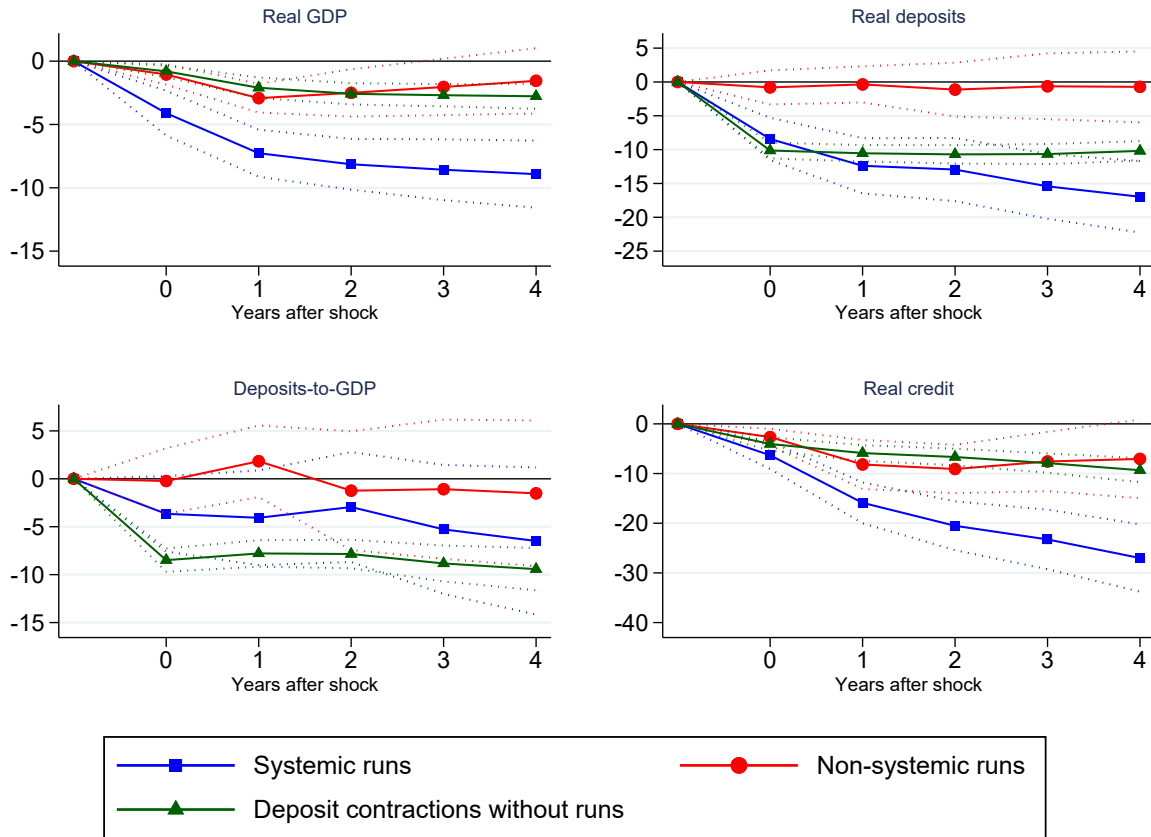 Real GDP
0
-5
-10
-15
0 1 2 3 4
Years after shock
Real deposits
5
0
-5
-10
-15
-20
-25
0 1 2 3 4
Years after shock
Deposits-to-GDP
5
0
-5
-10
-15
0 1 2 3 4
Years after shock
Real credit
0
-10
-20
-30
-40
0 1 2 3 4
Years after shock
Systemic runs
Non-systemic runs
Deposit contractions without runs